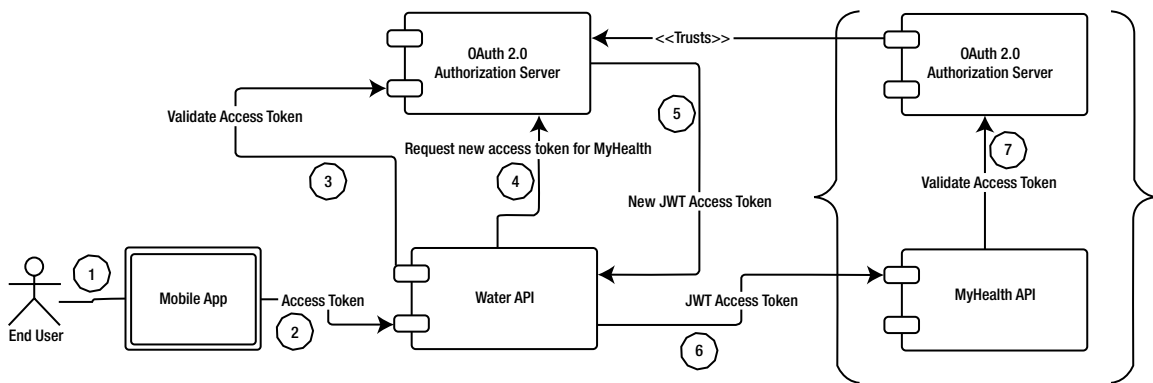 OAuth 2.0
Authorization Server
<<Trusts>>
OAuth 2.0
Authorization Server
Validate Access Token
5
Request new access token for MyHealth
3
4
7
Validate Access Token
New JWT Access Token
1
Mobile App
Access Token
2
Water API
JWT Access Token
6
MyHealth API
End User